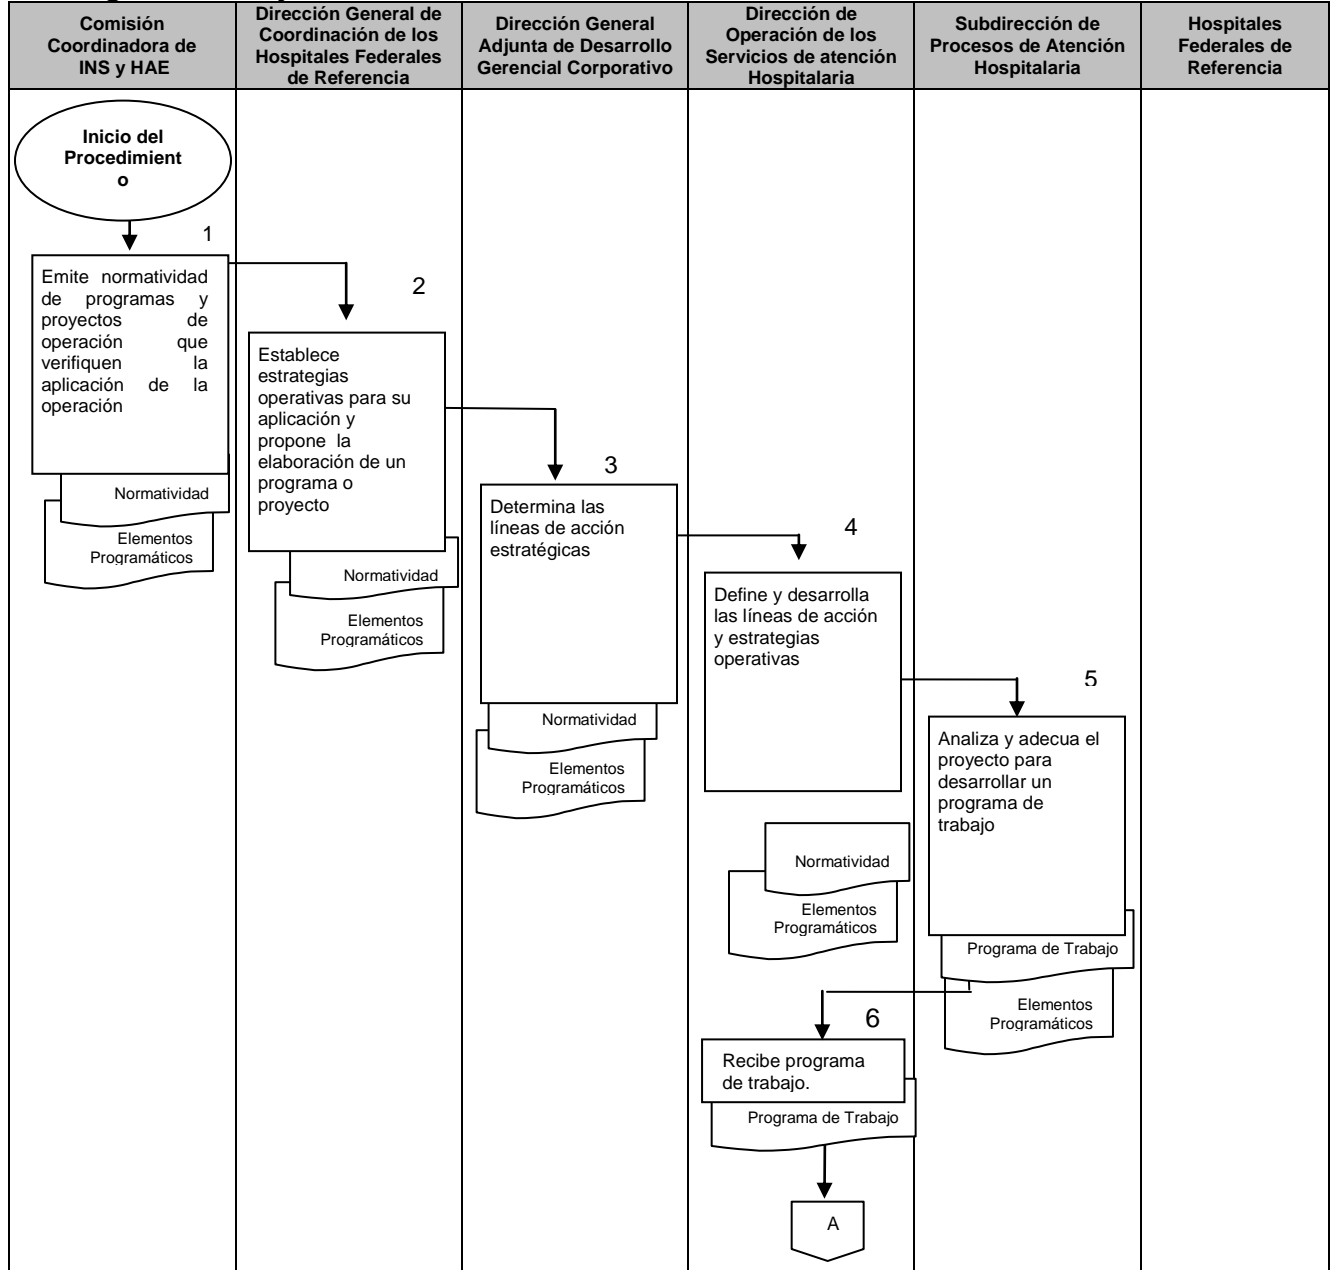 Comisión
Coordinadora de
INS y HAE
Dirección General de
Coordinación de los
Hospitales Federales
de Referencia
Dirección General
Adjunta de Desarrollo
Gerencial Corporativo
Dirección de
Operación de los
Servicios de atención
Hospitalaria
Subdirección de
Procesos de Atención
Hospitalaria
Hospitales
Federales de
Referencia
Inicio del
Procedimient
o
1
Emite normatividad
de programas y
proyectos de
operación que
verifiquen la
aplicación de la
operación
Normatividad
Elementos
Programáticos
2
Establece
estrategias
operativas para su
aplicación y
propone la
elaboración de un
programa o
proyecto
Normatividad
Elementos
Programáticos
3
Determina las
líneas de acción
estratégicas
Normatividad
Elementos
Programáticos
4
Define y desarrolla
las líneas de acción
y estrategias
operativas
Normatividad
Elementos
Programáticos
5
Analiza y adecua el
proyecto para
desarrollar un
programa de
trabajo
Programa de Trabajo
Elementos
Programáticos
6
Recibe programa
de trabajo.
Programa de Trabajo
A